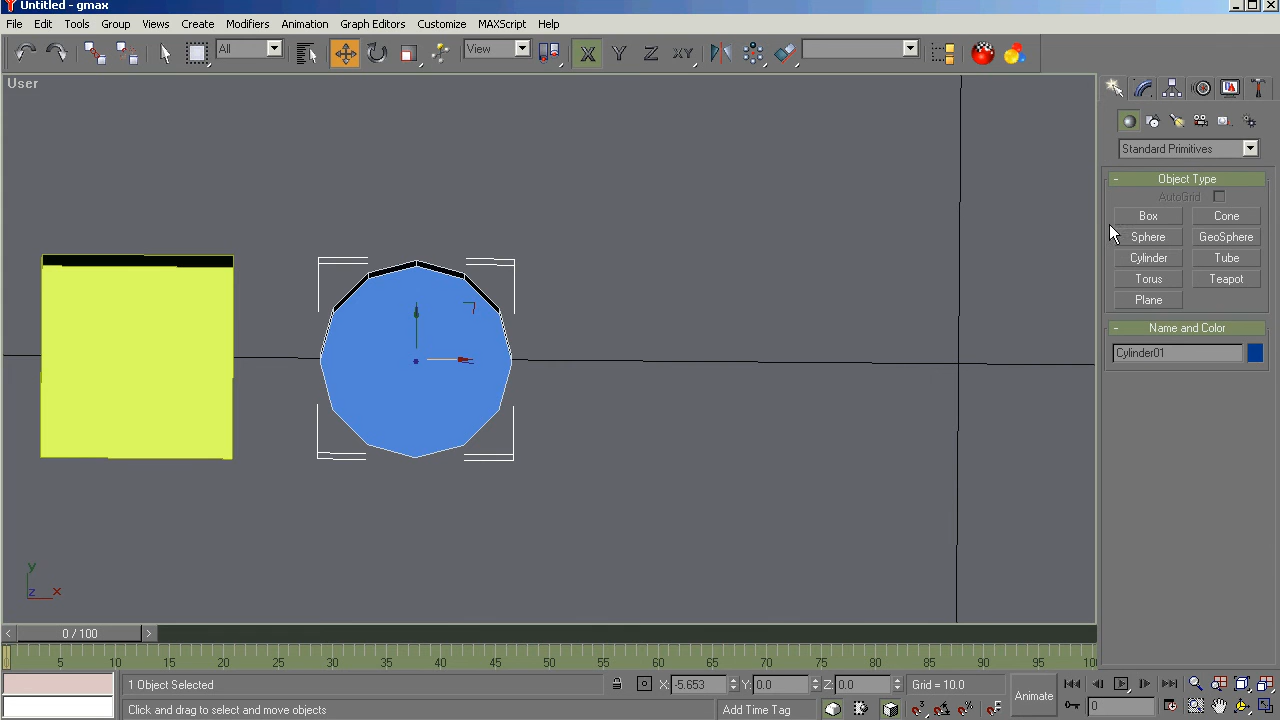 Untitled - gmax
File Edit Tools Group Views Create Modifiers Animation Graph Editors Customize MAXScript Help
All View X Y Z XY
User
Standard Primitives
- Object Type
AutoGrid
Box Cone
Sphere GeoSphere
Cylinder Tube
Torus Teapot
Plane
- Name and Color
Cylinder01
y
z x
< 0 / 100 >
5 10 15 20 25 30 35 40 45 50 55 60 65 70 75 80 85 90 95 100
1 Object Selected X: -5.653 Y: 0.0 Z: 0.0 Grid = 10.0 Animate
Click and drag to select and move objects Add Time Tag 0